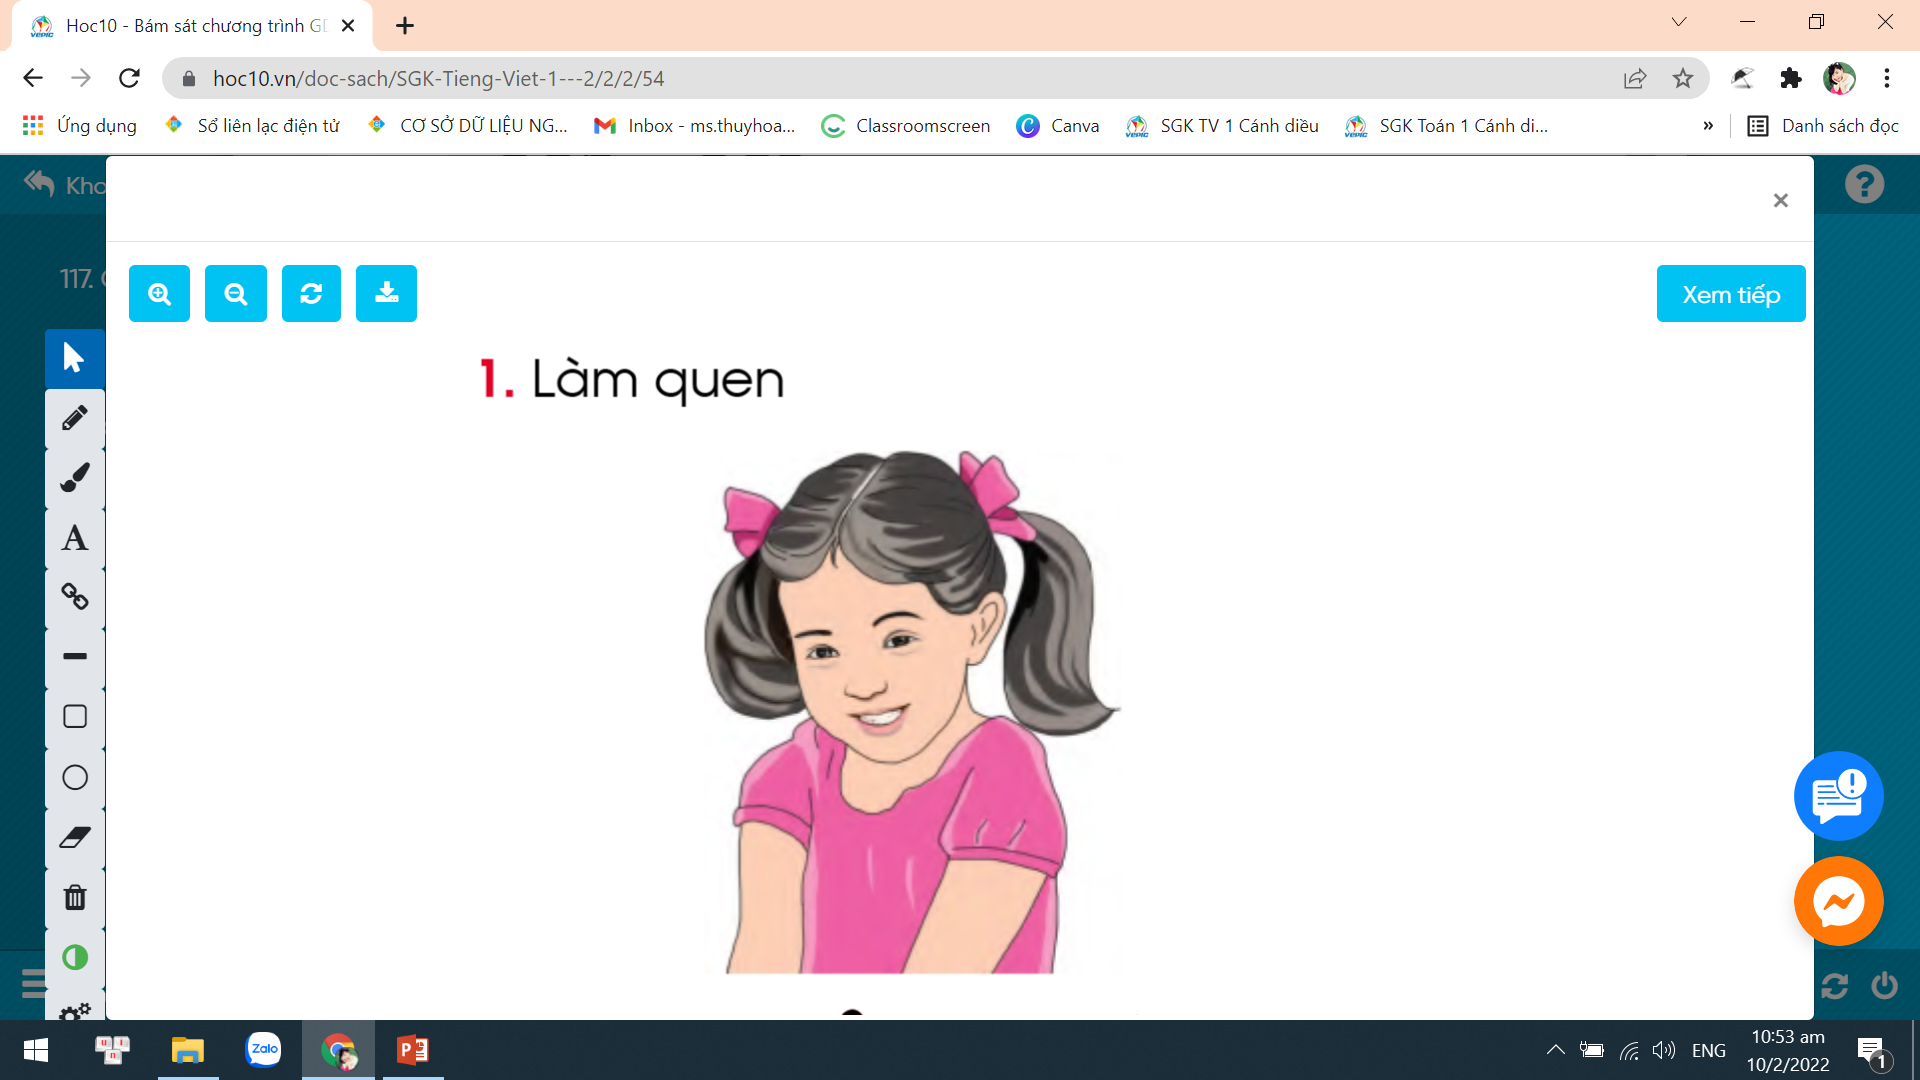 Hoc10 - Bám sát chương trình GD
hoc10.vn/doc-sach/SGK-Tieng-Viet-1---2/2/2/54
Ứng dụng
Sổ liên lạc điện tử
CƠ SỞ DỮ LIỆU NG...
Inbox - ms.thuyhoa...
Classroomscreen
Canva
SGK TV 1 Cánh diều
SGK Toán 1 Cánh di...
»
Danh sách đọc
Kho
117.
Xem tiếp
1. Làm quen
A
Zalo
ENG
10:53 am
10/2/2022
1